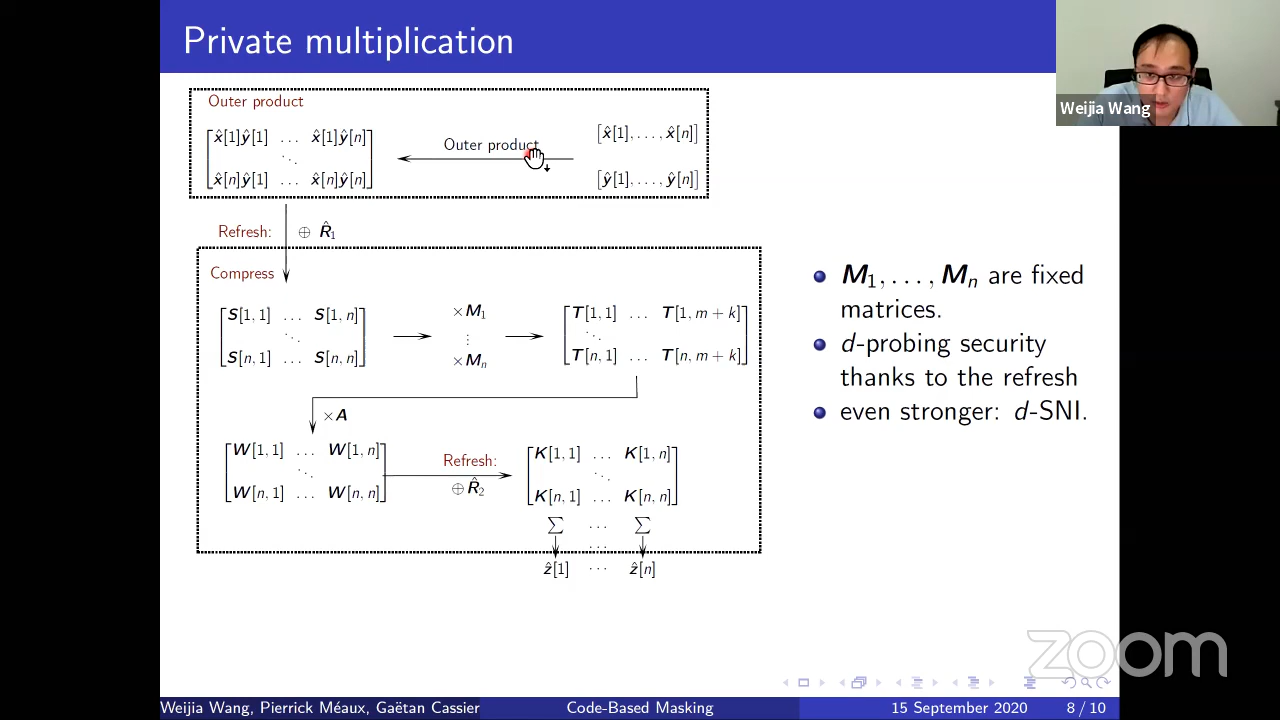 Private multiplication
Weijia Wang
Outer product
x̂[1]ŷ[1] … x̂[1]ŷ[n]
⋱
x̂[n]ŷ[1] … x̂[n]ŷ[n]
Outer product
[x̂[1], …, x̂[n]]
[ŷ[1], …, ŷ[n]]
Refresh: ⊕ R̂₁
Compress
S[1, 1] … S[1, n]
⋱
S[n, 1] … S[n, n]
×M₁
⋮
×Mₙ
T[1, 1] … T[1, m + k]
⋱
T[n, 1] … T[n, m + k]
×A
W[1, 1] … W[1, n]
⋱
W[n, 1] … W[n, n]
Refresh:
⊕ R̂₂
K[1, 1] … K[1, n]
⋱
K[n, 1] … K[n, n]
∑ ⋯ ∑
⋯
ẑ[1] ⋯ ẑ[n]
M₁, …, Mₙ are fixed
matrices.
d-probing security
thanks to the refresh
even stronger: d-SNI.
zoom
Weijia Wang, Pierrick Méaux, Gaëtan Cassier
Code-Based Masking
15 September 2020
8 / 10